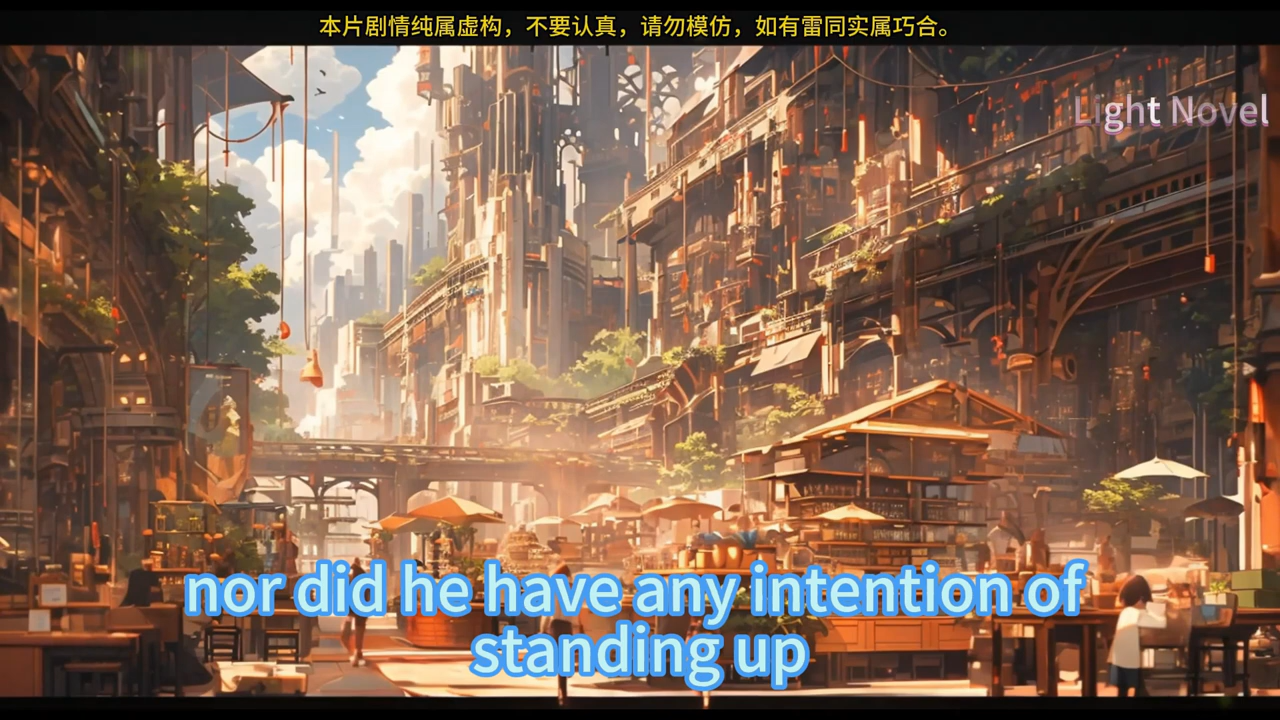 本片剧情纯属虚构，不要认真，请勿模仿，如有雷同实属巧合。
Light Novel
nor did he have any intention of
standing up